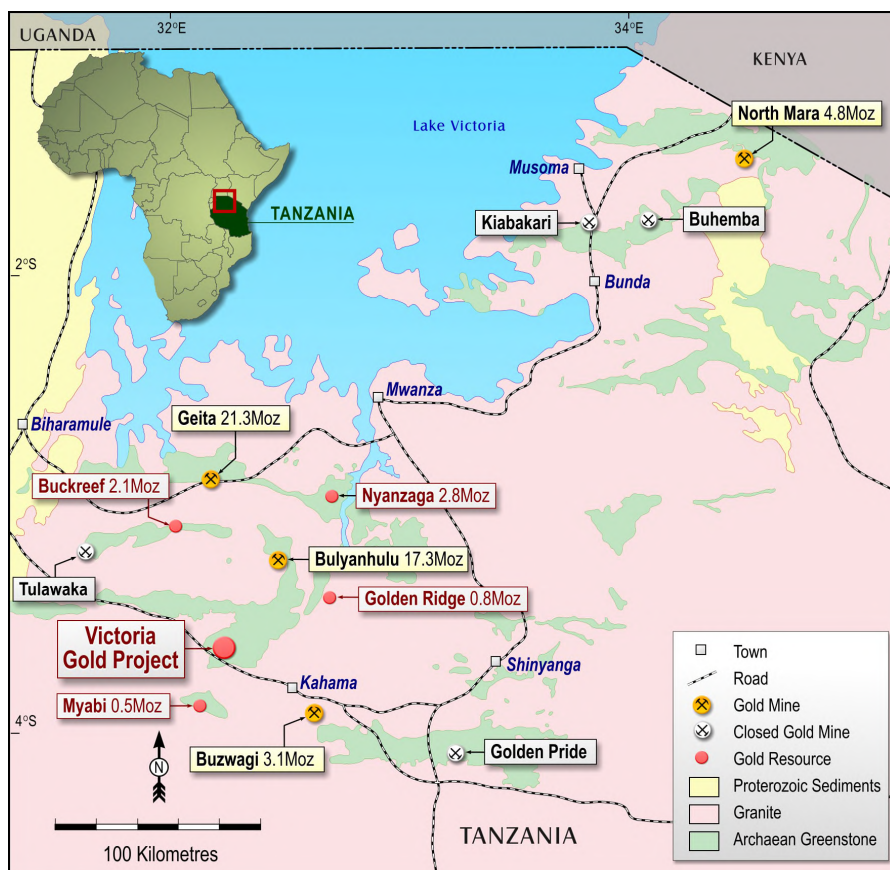 32°E
34°E
UGANDA
KENYA
Lake Victoria
North Mara 4.8Moz
Musoma
TANZANIA
Kiabakari
Buhemba
2°S
Bunda
Mwanza
Geita 21.3Moz
Biharamule
Buckreef 2.1Moz
Nyanzaga 2.8Moz
Bulyanhulu 17.3Moz
Tulawaka
Golden Ridge 0.8Moz
Victoria
Gold Project
Shinyanga
Kahama
Myabi 0.5Moz
4°S
Buzwagi 3.1Moz
Golden Pride
N
100 Kilometres
TANZANIA
Town
Road
Gold Mine
Closed Gold Mine
Gold Resource
Proterozoic Sediments
Granite
Archaean Greenstone